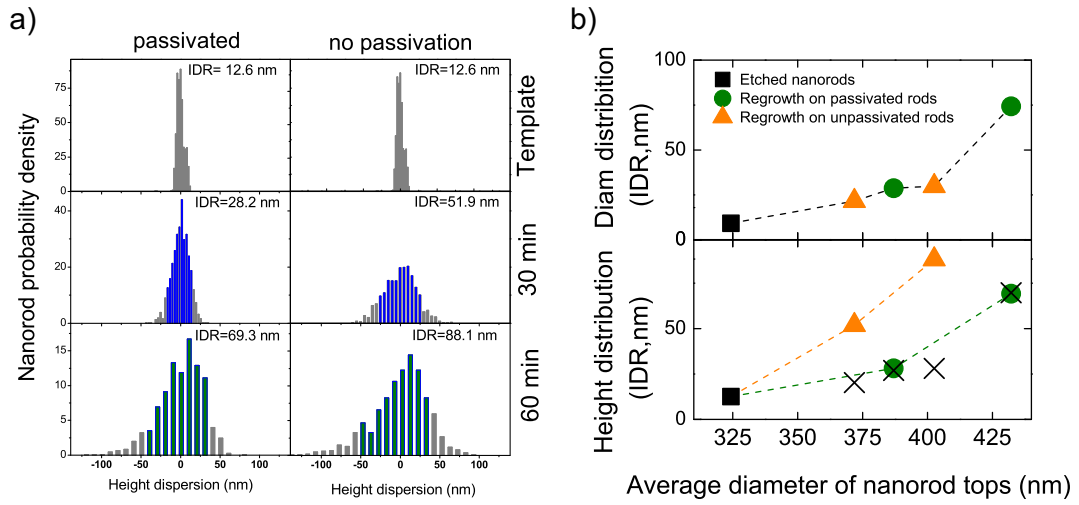 a)
passivated
no passivation
IDR= 12.6 nm
IDR=12.6 nm
75
50
25
0
Template
IDR=28.2 nm
IDR=51.9 nm
40
20
0
30 min
IDR=69.3 nm
IDR=88.1 nm
15
10
5
0
60 min
Nanorod probability density
-100
-50
0
50
100
-100
-50
0
50
100
Height dispersion (nm)
Height dispersion (nm)
b)
100
50
0
Diam distribition
(IDR,nm)
Etched nanorods
Regrowth on passivated rods
Regrowth on unpassivated rods
0
50
0
Height distribution
(IDR,nm)
325
350
375
400
425
Average diameter of nanorod tops (nm)